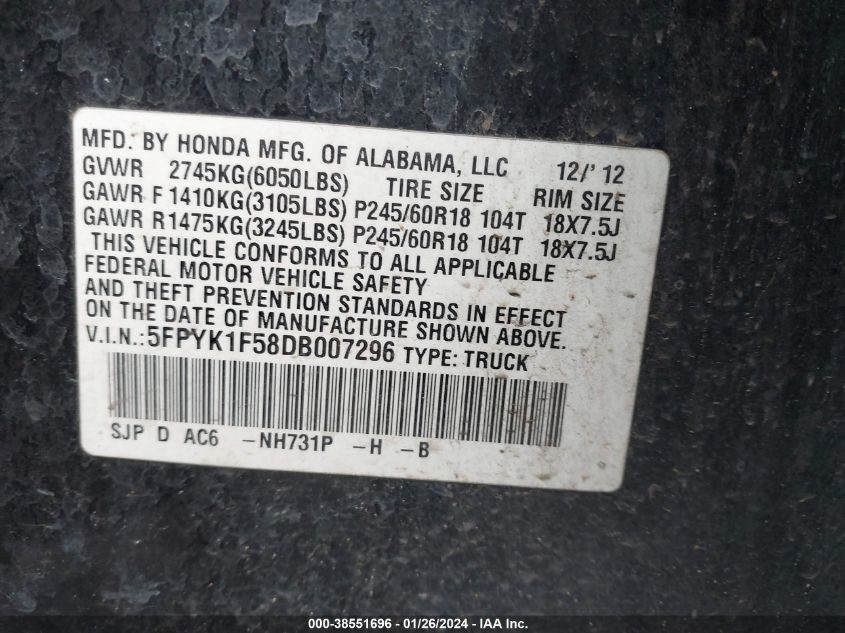 MFD. BY HONDA MFG. OF ALABAMA, LLC 12/' 12
GVWR 2745KG(6050LBS) TIRE SIZE RIM SIZE
GAWR F 1410KG(3105LBS) P245/60R18 104T 18X7.5J
GAWR R1475KG(3245LBS) P245/60R18 104T 18X7.5J
THIS VEHICLE CONFORMS TO ALL APPLICABLE
FEDERAL MOTOR VEHICLE SAFETY
AND THEFT PREVENTION STANDARDS IN EFFECT
ON THE DATE OF MANUFACTURE SHOWN ABOVE.
V.I.N.:5FPYK1F58DB007296 TYPE: TRUCK
SJP D AC6 -NH731P -H -B
000-38551696 - 01/26/2024 - IAA Inc.